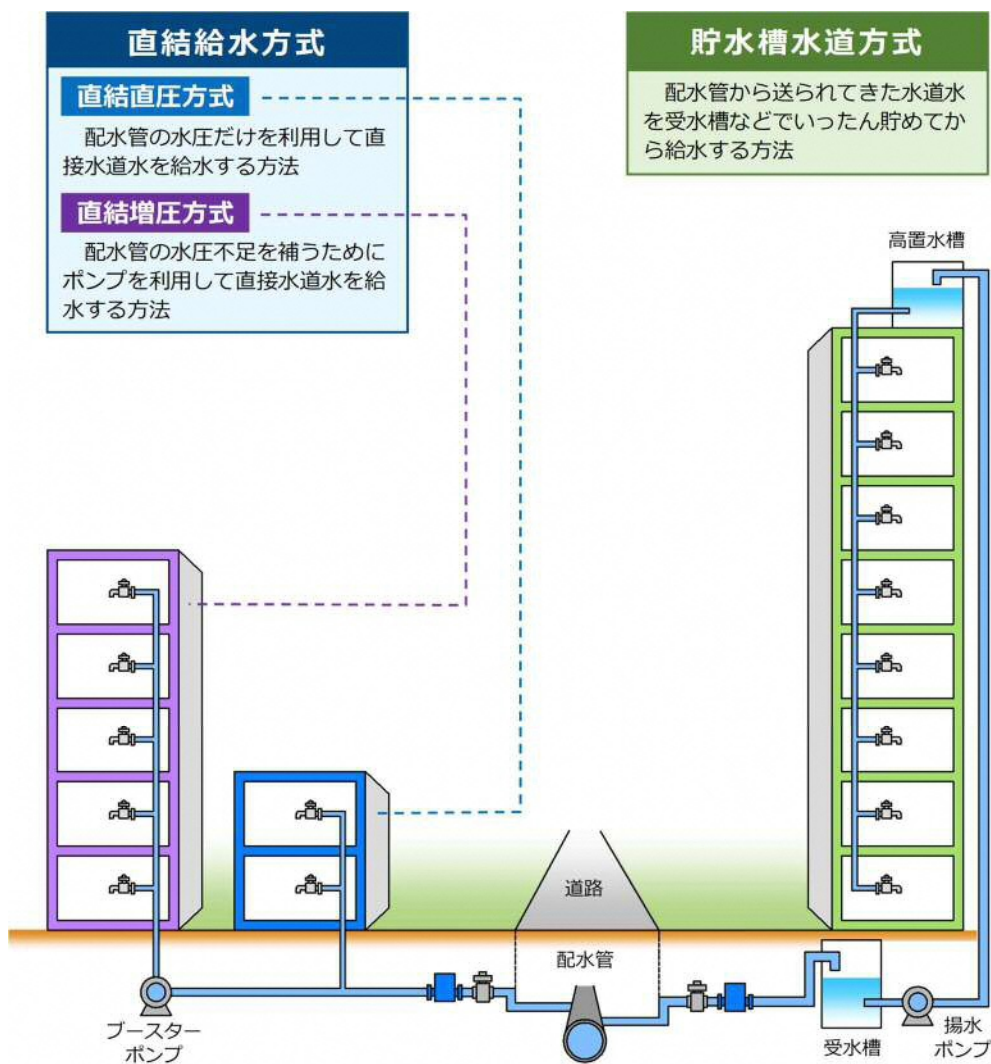 直結給水方式
直結直圧方式
配水管の水圧だけを利用して直
接水道水を給水する方法
直結増圧方式
配水管の水圧不足を補うために
ポンプを利用して直接水道水を給
水する方法
貯水槽水道方式
配水管から送られてきた水道水
を受水槽などでいったん貯めてか
ら給水する方法
高置水槽
道路
配水管
ブースター
ポンプ
受水槽
揚水
ポンプ